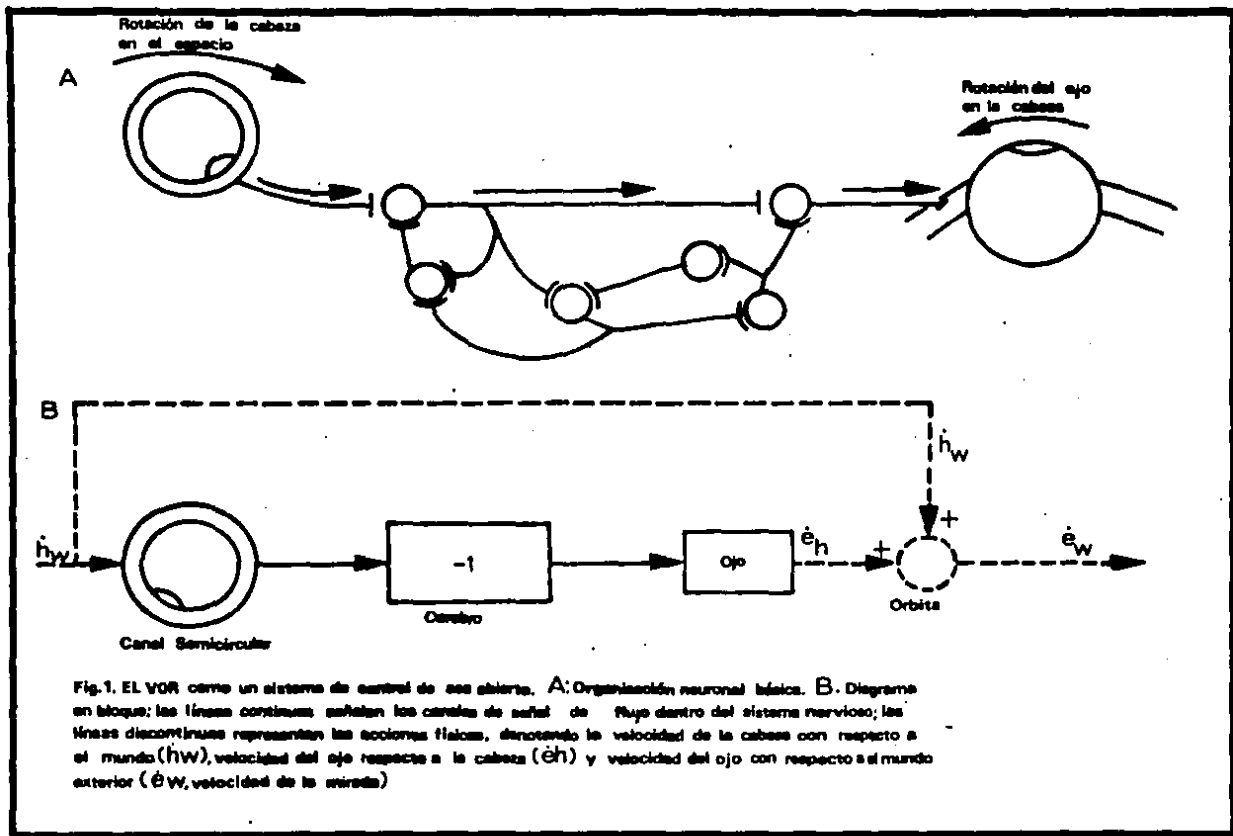 Rotación de la cabeza
en el espacio
A
Rotación del ojo
en la cabeza
B
ḣw
+
ḣw
-1
Ojo
ėh
+
ėw
Orbita
Cerebro
Canal Semicircular
Fig.1. EL VOR como un sistema de control de asa abierta. A: Organización neuronal básica. B. Diagrama
en bloque; las líneas continuas señalan los canales de señal de flujo dentro del sistema nervioso; las
líneas discontinuas representan las acciones físicas, denotando la velocidad de la cabeza con respecto a
el mundo (ḣw), velocidad del ojo respecto a la cabeza (ėh) y velocidad del ojo con respecto a el mundo
exterior (ėw, velocidad de la mirada)